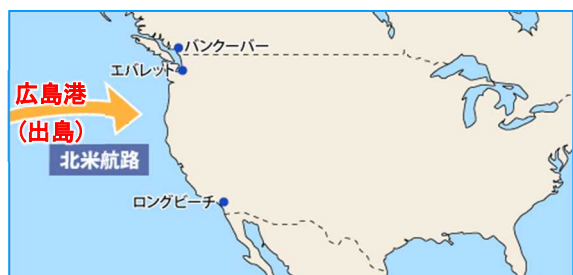 バンクーバー
エバレット
広島港
(出島)
北米航路
ロングビーチ